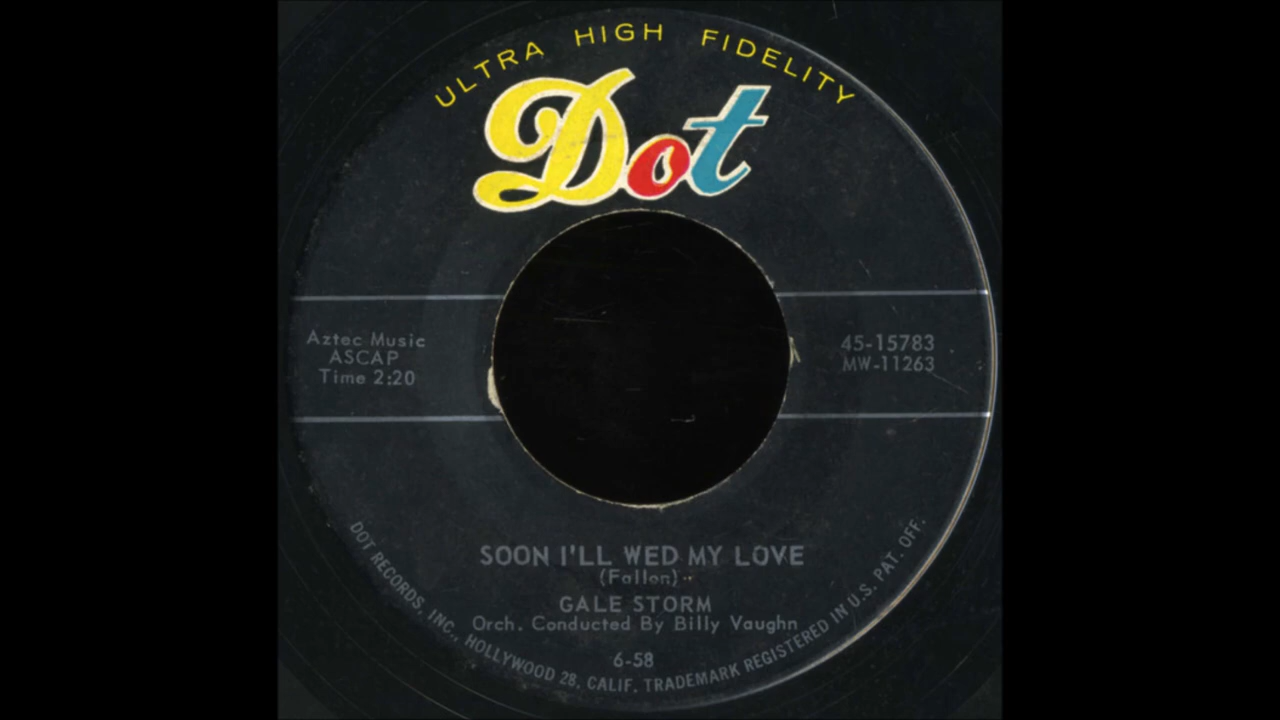 ULTRA HIGH FIDELITY
Dot
Aztec Music
ASCAP
Time 2:20
45-15783
MW-11263
SOON I'LL WED MY LOVE
(Fallon)
GALE STORM
Orch. Conducted By Billy Vaughn
6-58
DOT RECORDS, INC., HOLLYWOOD 28, CALIF. TRADEMARK REGISTERED IN U.S. PAT. OFF.